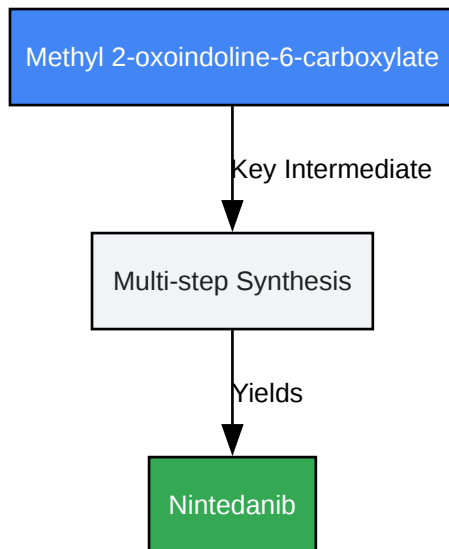 Methyl 2-oxoindoline-6-carboxylate
Key Intermediate
Multi-step Synthesis
Yields
Nintedanib